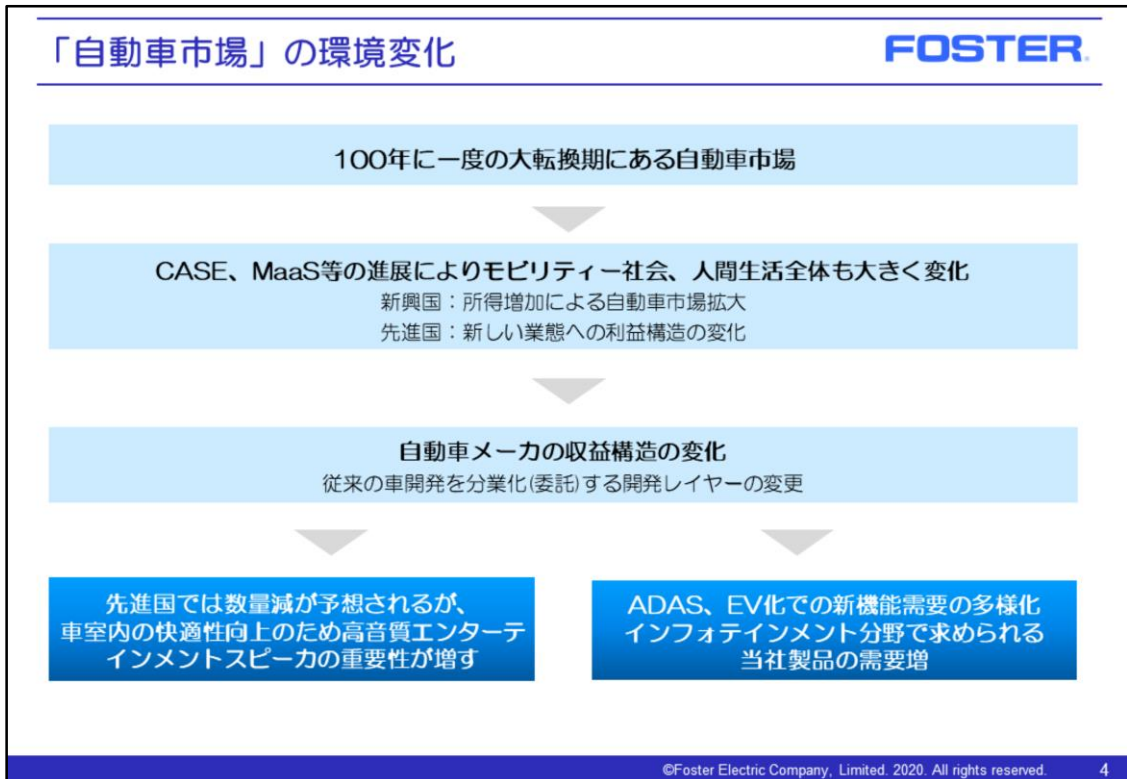 「自動車市場」の環境変化
FOSTER®
100年に一度の大転換期にある自動車市場
CASE、MaaS等の進展によりモビリティー社会、人間生活全体も大きく変化
新興国：所得増加による自動車市場拡大
先進国：新しい業態への利益構造の変化
自動車メーカの収益構造の変化
従来の車開発を分業化(委託)する開発レイヤーの変更
先進国では数量減が予想されるが、
車室内の快適性向上のため高音質エンターテ
インメントスピーカの重要性が増す
ADAS、EV化での新機能需要の多様化
インフォテインメント分野で求められる
当社製品の需要増
©Foster Electric Company, Limited. 2020. All rights reserved.
4